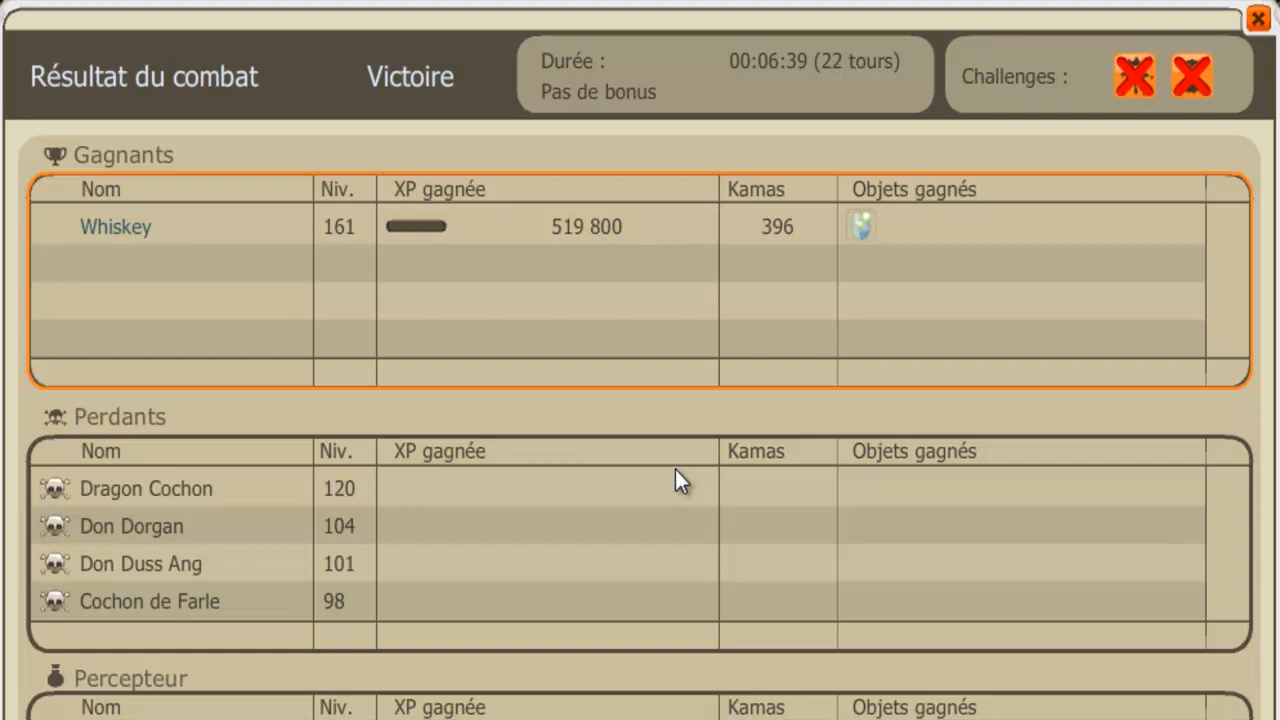 Résultat du combat Victoire Durée : 00:06:39 (22 tours) Challenges :
Pas de bonus
Gagnants
Nom Niv. XP gagnée Kamas Objets gagnés
Whiskey 161 519 800 396
Perdants
Nom Niv. XP gagnée Kamas Objets gagnés
Dragon Cochon 120
Don Dorgan 104
Don Duss Ang 101
Cochon de Farle 98
Percepteur
Nom Niv. XP gagnée Kamas Objets gagnés